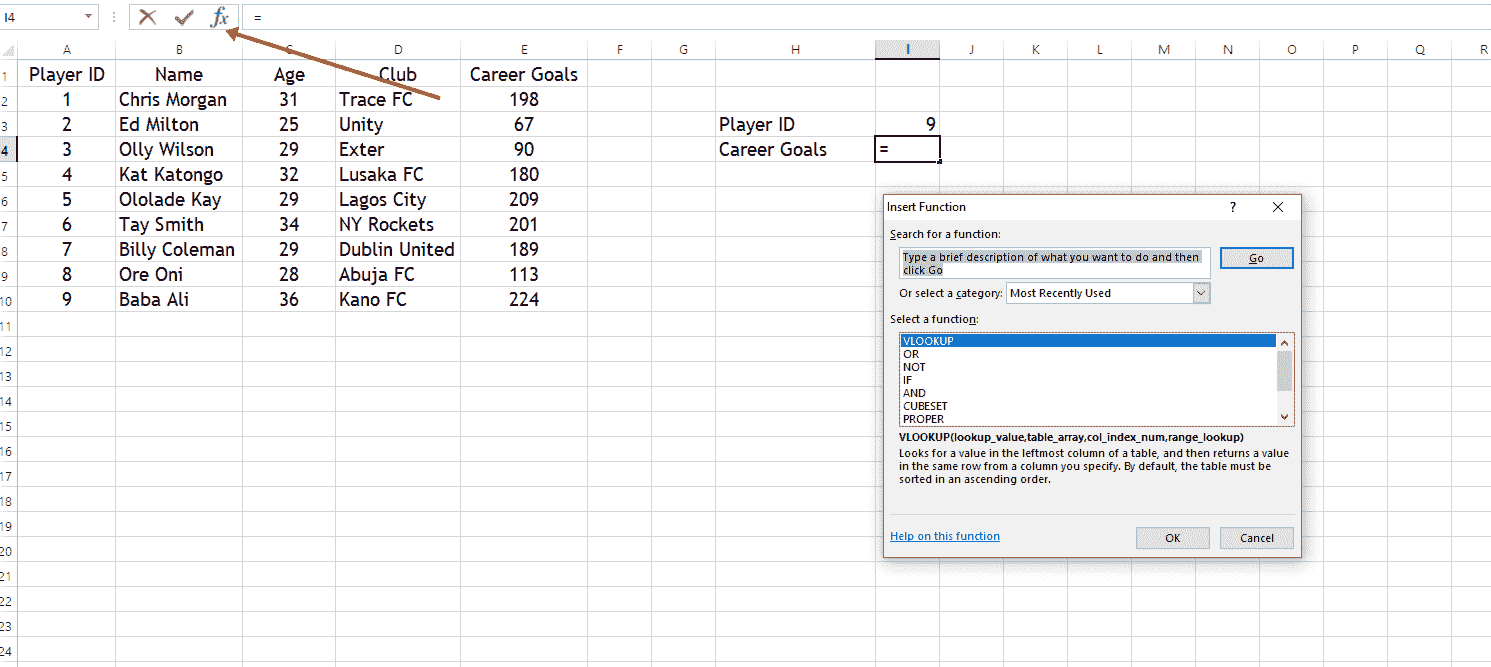 I4 fx =
A B C D E F G H I J K L M N O P Q R
1 Player ID Name Age Club Career Goals
2 1 Chris Morgan 31 Trace FC 198
3 2 Ed Milton 25 Unity 67 Player ID 9
4 3 Olly Wilson 29 Exter 90 Career Goals =
5 4 Kat Katongo 32 Lusaka FC 180
6 5 Ololade Kay 29 Lagos City 209
7 6 Tay Smith 34 NY Rockets 201
8 7 Billy Coleman 29 Dublin United 189
9 8 Ore Oni 28 Abuja FC 113
10 9 Baba Ali 36 Kano FC 224
11
12
13
14
15
16
17
18
19
20
21
22
23
24
Insert Function ? X
Search for a function:
Type a brief description of what you want to do and then
click Go
Go
Or select a category: Most Recently Used
Select a function:
VLOOKUP
OR
NOT
IF
AND
CUBESET
PROPER
VLOOKUP(lookup_value,table_array,col_index_num,range_lookup)
Looks for a value in the leftmost column of a table, and then returns a value
in the same row from a column you specify. By default, the table must be
sorted in an ascending order.
Help on this function OK Cancel